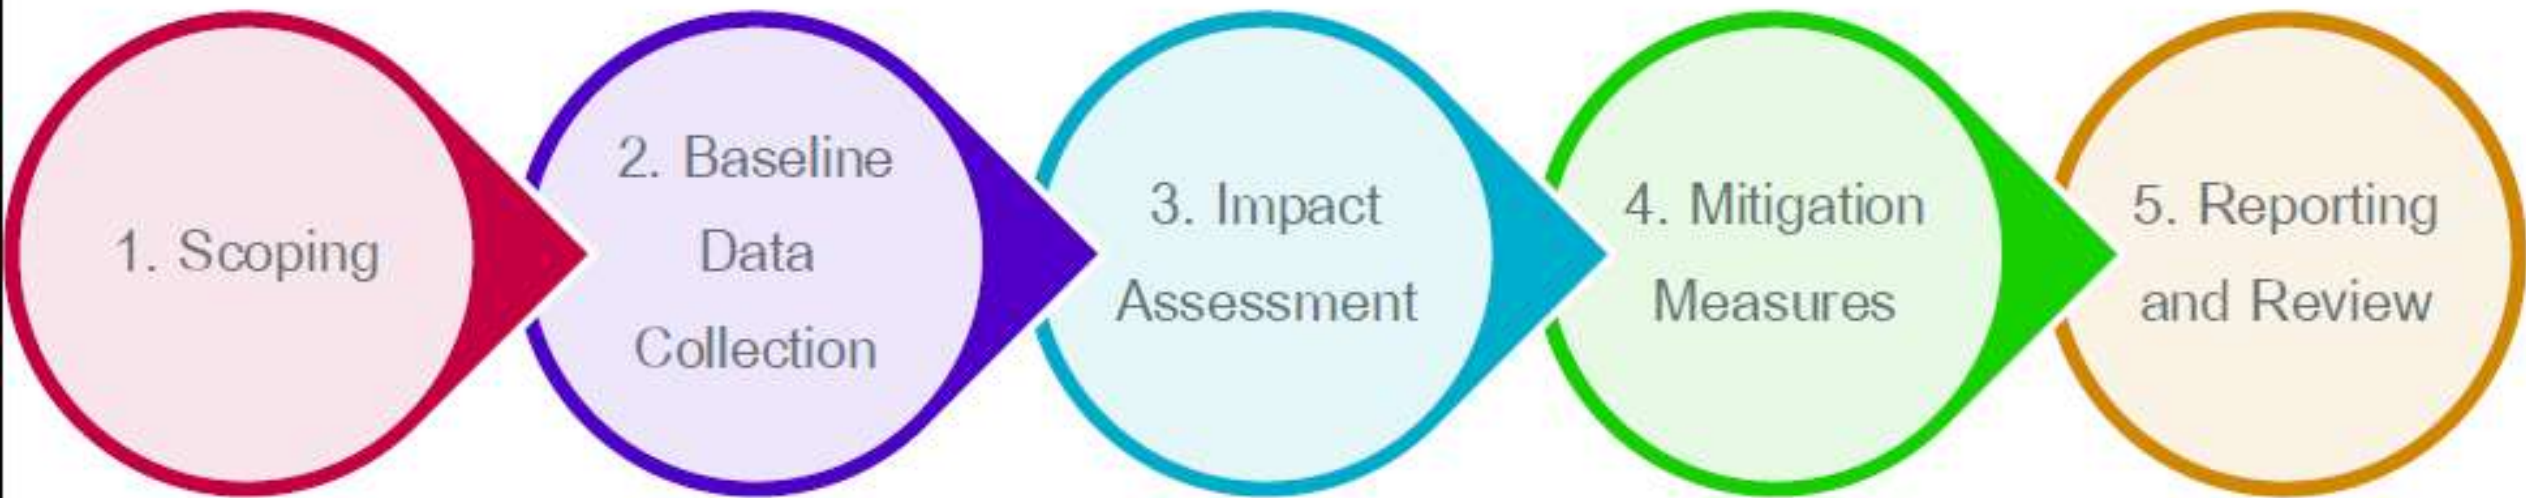 1. Scoping
2. Baseline
Data
Collection
3. Impact
Assessment
4. Mitigation
Measures
5. Reporting
and Review